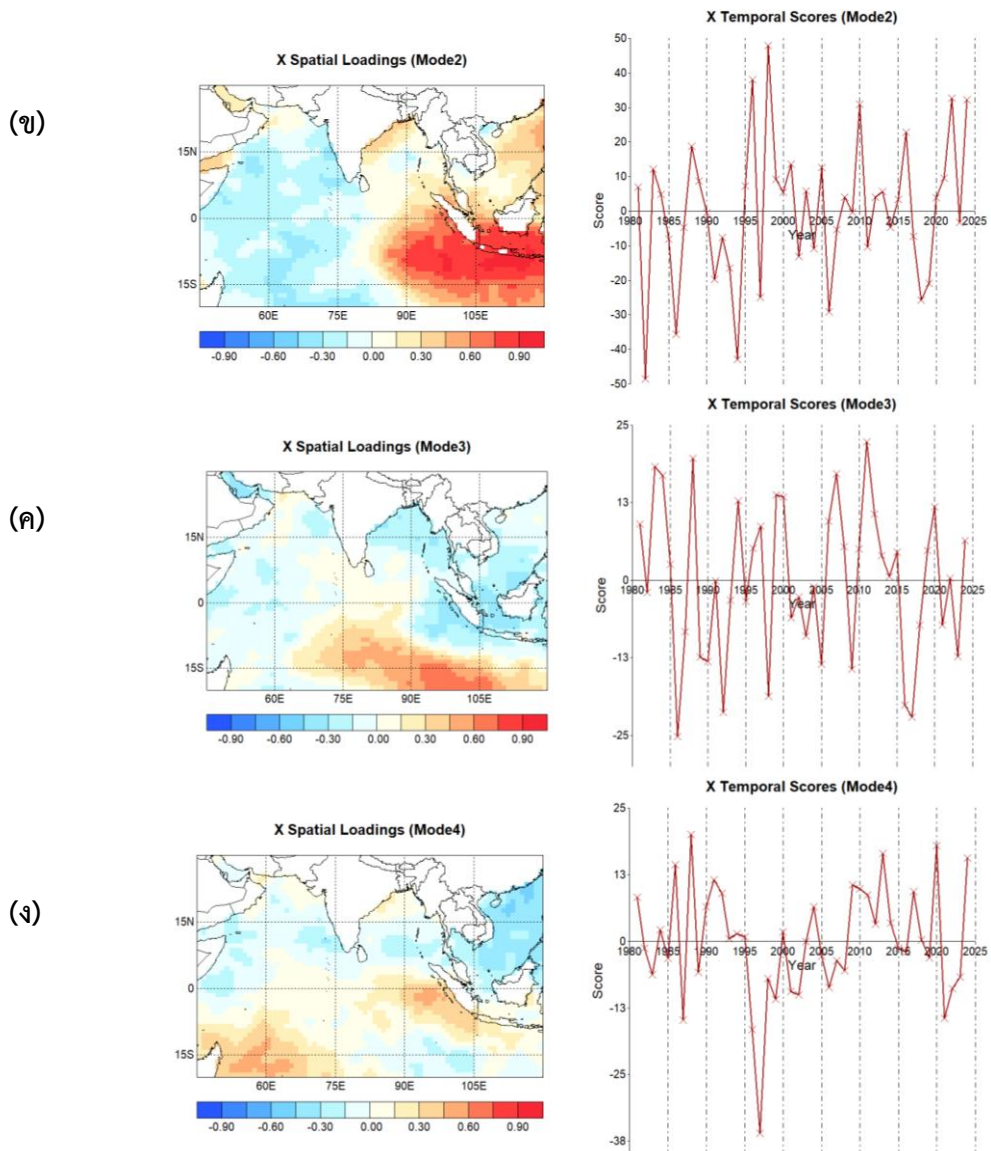 (ข)
X Spatial Loadings (Mode2)
15N
0
15S
60E 75E 90E 105E
-0.90 -0.60 -0.30 0.00 0.30 0.60 0.90
X Temporal Scores (Mode2)
50
40
30
20
10
0
-10
-20
-30
-40
-50
Score
1980 1985 1990 1995 2000 2005 2010 2015 2020 2025
Year
(ค)
X Spatial Loadings (Mode3)
15N
0
15S
60E 75E 90E 105E
-0.90 -0.60 -0.30 0.00 0.30 0.60 0.90
X Temporal Scores (Mode3)
25
13
0
-13
-25
Score
1980 1985 1990 1995 2000 2005 2010 2015 2020 2025
Year
(ง)
X Spatial Loadings (Mode4)
15N
0
15S
60E 75E 90E 105E
-0.90 -0.60 -0.30 0.00 0.30 0.60 0.90
X Temporal Scores (Mode4)
25
13
0
-13
-25
-38
Score
1980 1985 1990 1995 2000 2005 2010 2015 2020 2025
Year